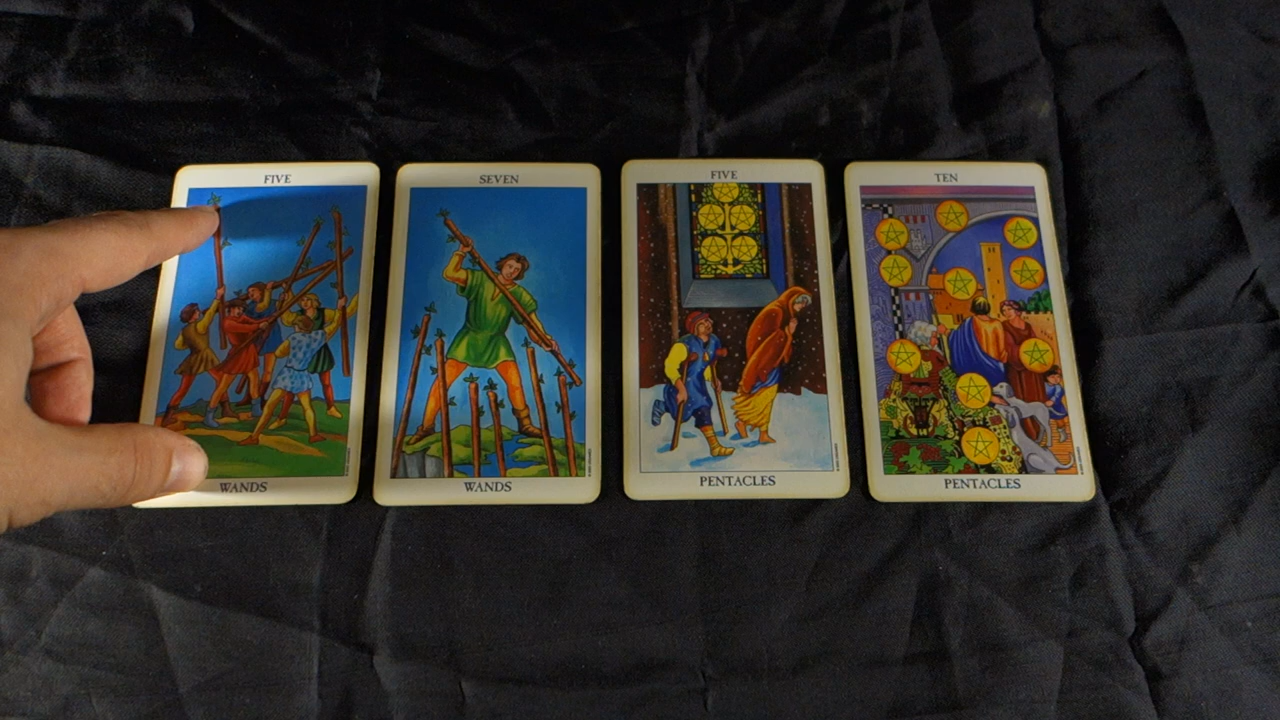 FIVE
SEVEN
FIVE
TEN
WANDS
WANDS
PENTACLES
PENTACLES